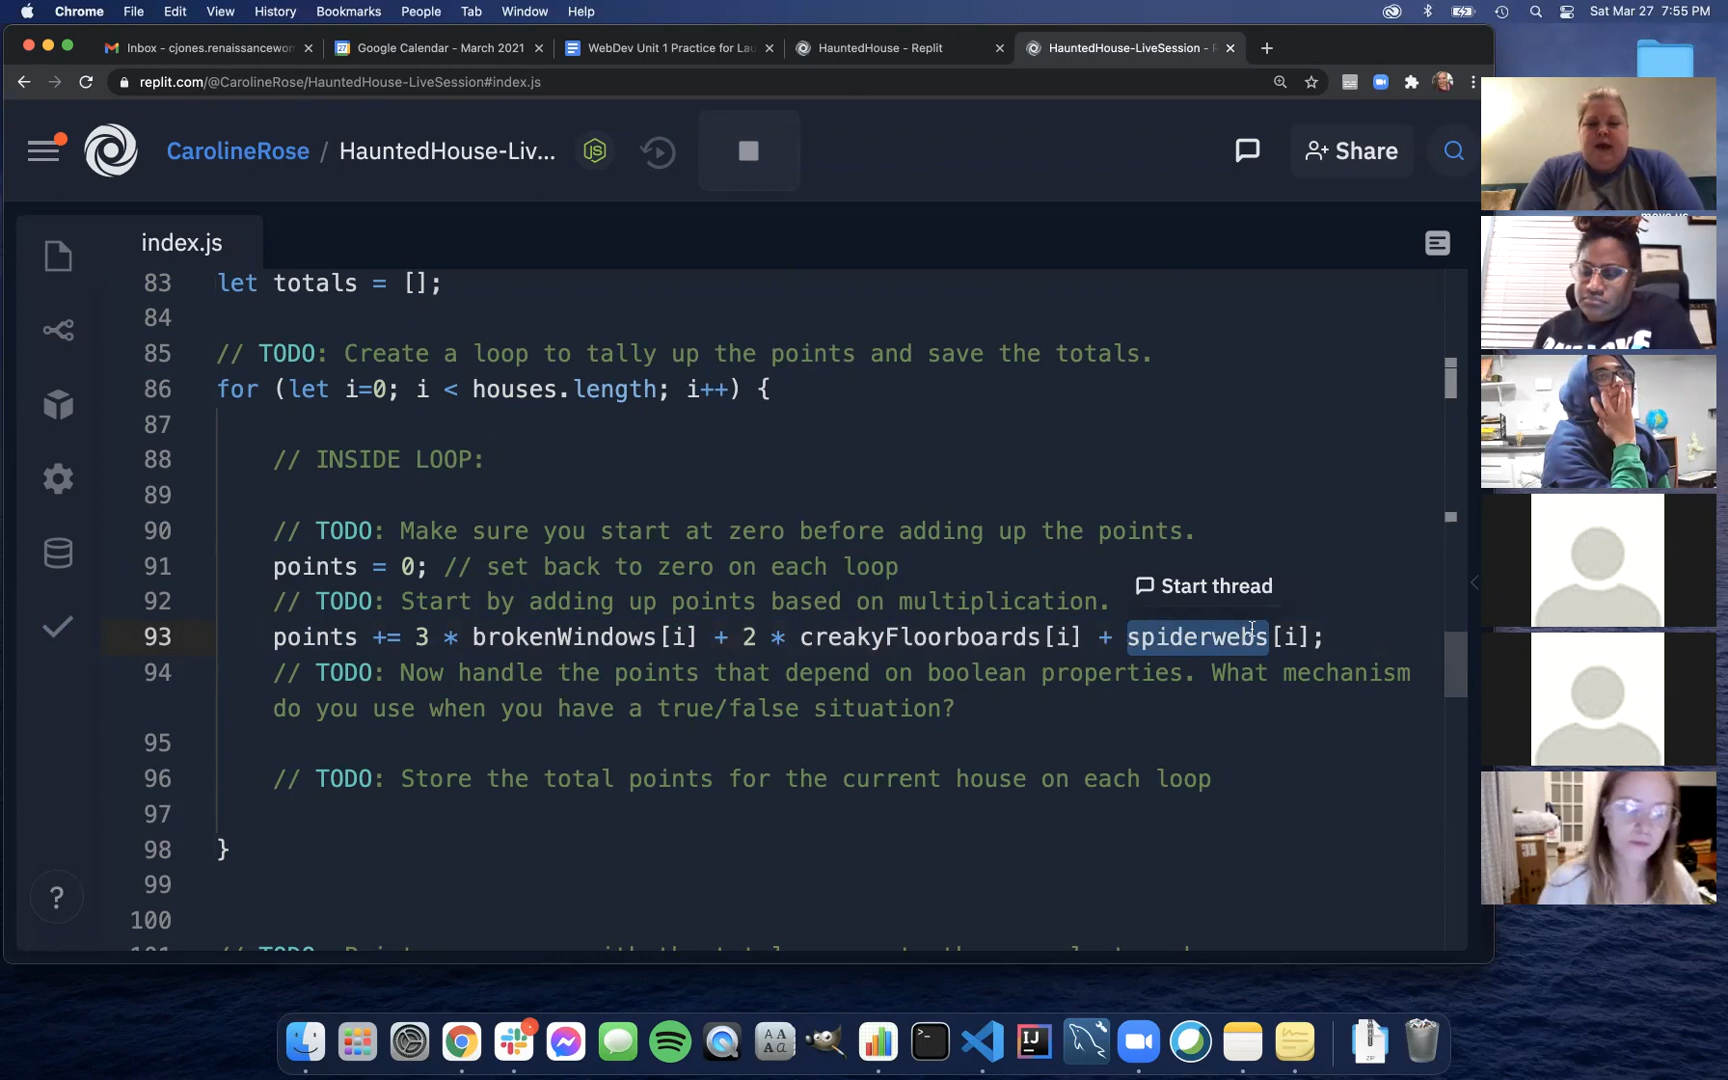 Chrome File Edit View History Bookmarks People Tab Window Help Sat Mar 27 7:55 PM
Inbox - cjones.renaissancewor
27 Google Calendar - March 2021
WebDev Unit 1 Practice for Lau
HauntedHouse - Replit
HauntedHouse-LiveSession - R
replit.com/@CarolineRose/HauntedHouse-LiveSession#index.js
CarolineRose / HauntedHouse-Liv...
JS
Share
index.js
83 let totals = [];
84
85 // TODO: Create a loop to tally up the points and save the totals.
86 for (let i=0; i < houses.length; i++) {
87
88 // INSIDE LOOP:
89
90 // TODO: Make sure you start at zero before adding up the points.
91 points = 0; // set back to zero on each loop
Start thread
92 // TODO: Start by adding up points based on multiplication.
93 points += 3 * brokenWindows[i] + 2 * creakyFloorboards[i] + spiderwebs[i];
94 // TODO: Now handle the points that depend on boolean properties. What mechanism
do you use when you have a true/false situation?
95
96 // TODO: Store the total points for the current house on each loop
97
98 }
99
100
?
AA
AA
IJ
ZIP